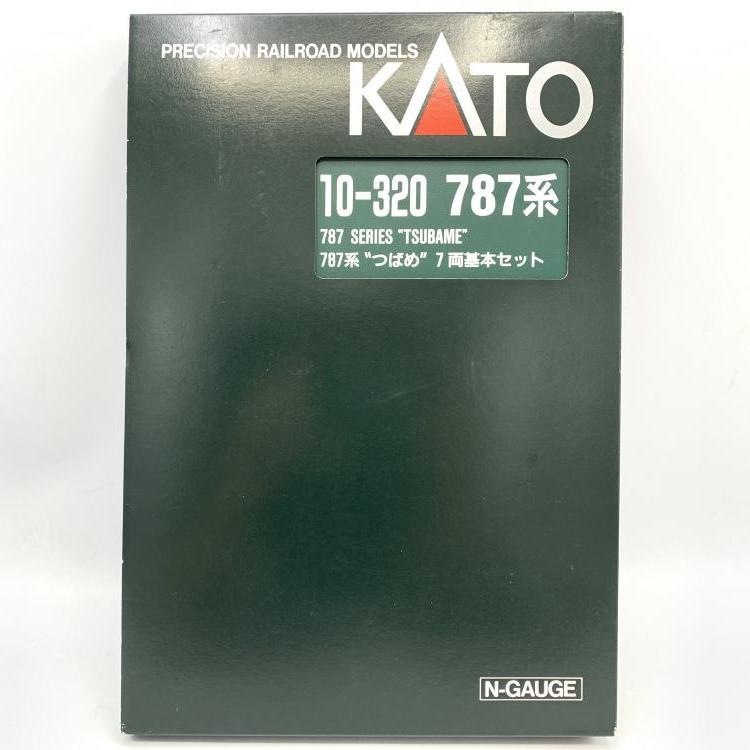 PRECISION RAILROAD MODELS
KATO
10-320 787系
787 SERIES "TSUBAME"
787系"つばめ" 7両基本セット
N-GAUGE